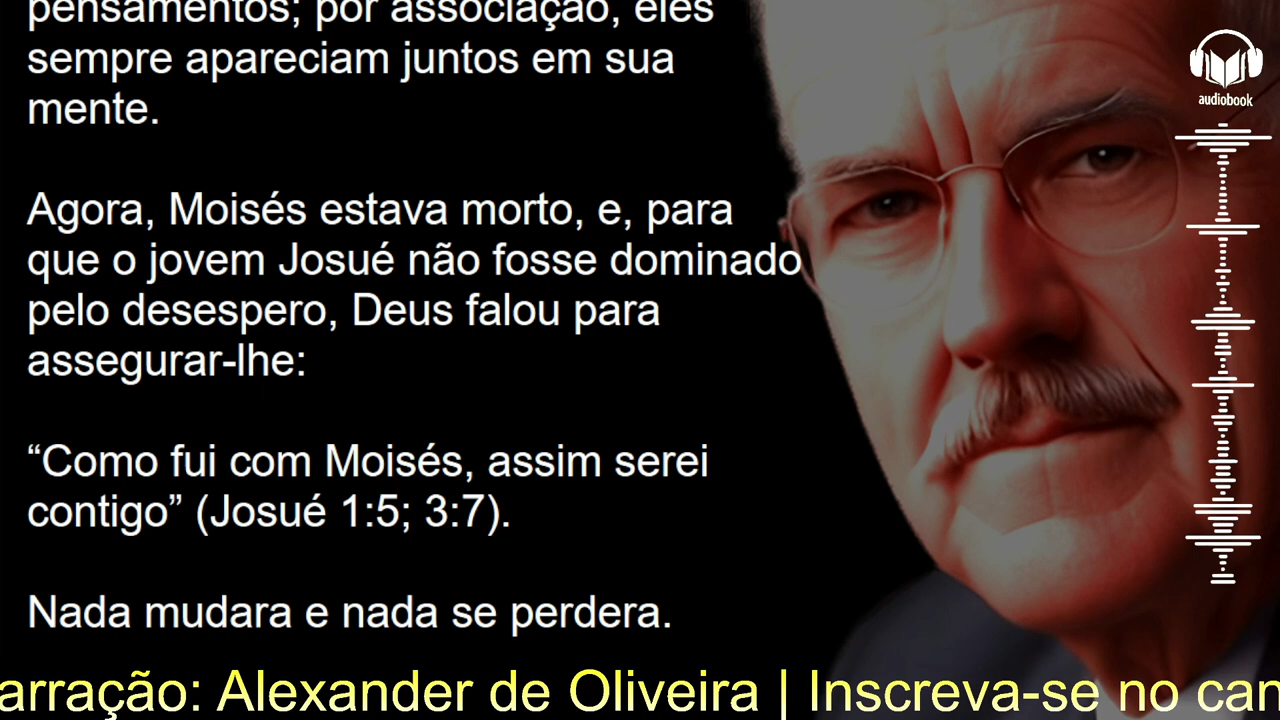 pensamentos; por associação, eles
sempre apareciam juntos em sua
mente.
Agora, Moisés estava morto, e, para
que o jovem Josué não fosse dominado
pelo desespero, Deus falou para
assegurar-lhe:
“Como fui com Moisés, assim serei
contigo” (Josué 1:5; 3:7).
Nada mudara e nada se perdera.
audiobook
arração: Alexander de Oliveira | Inscreva-se no can